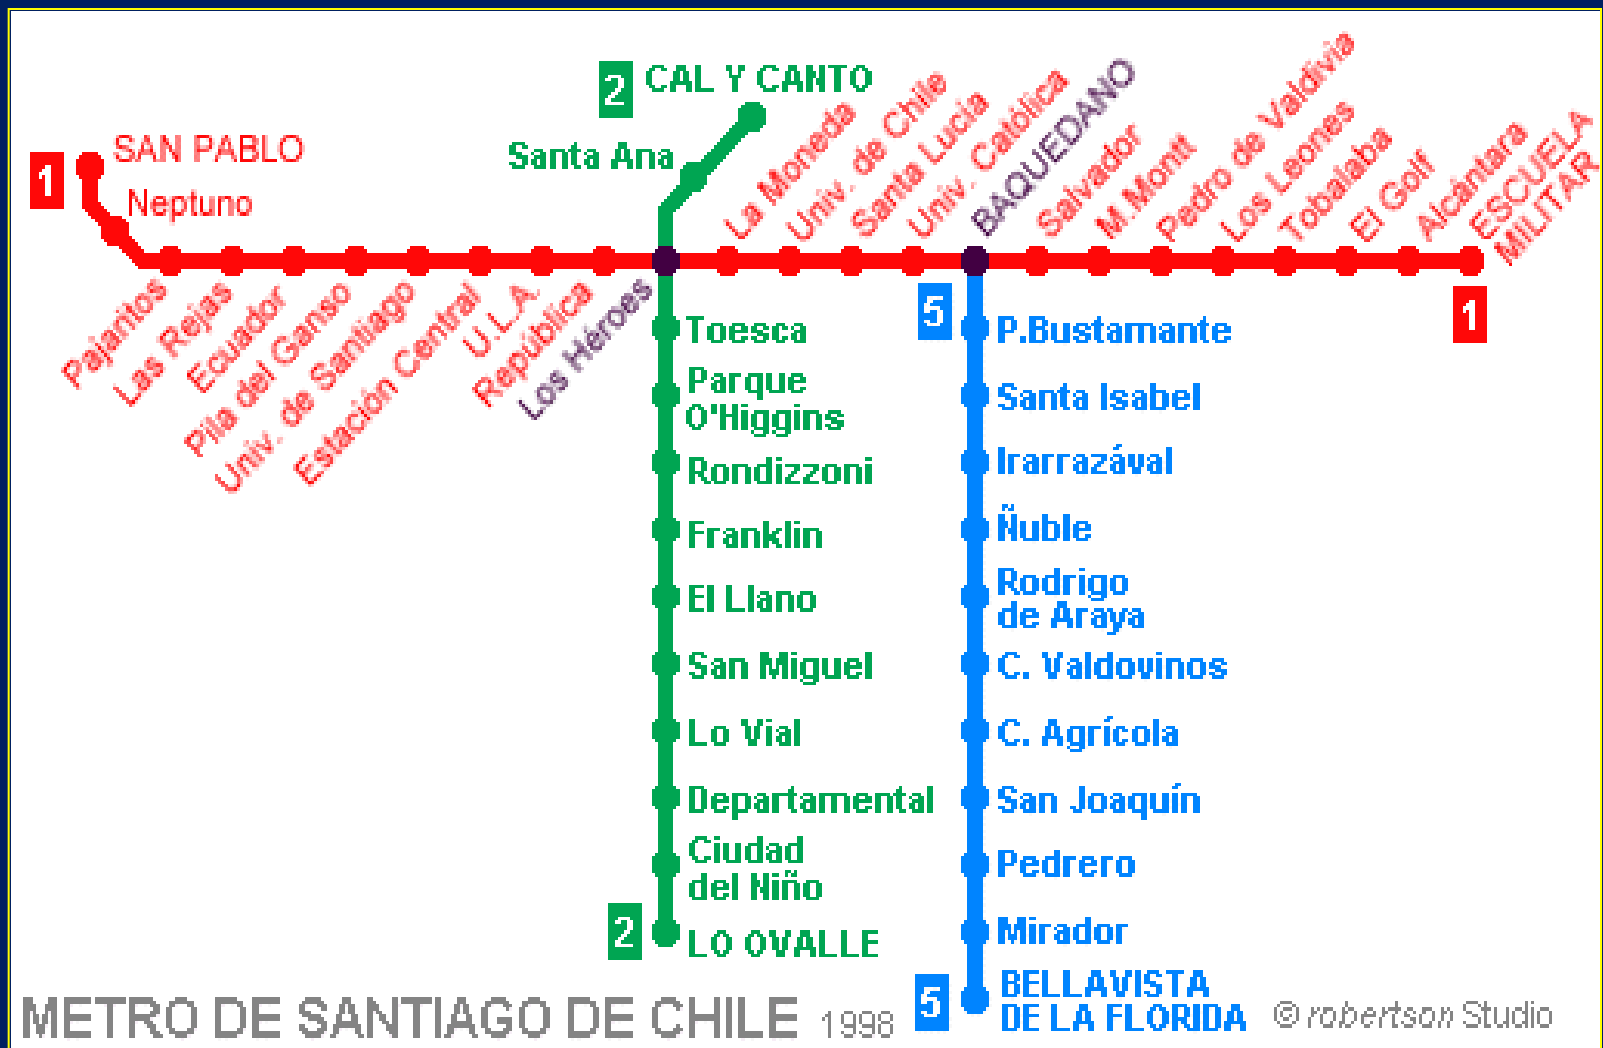 2 CAL Y CANTO
Santa Ana
1 SAN PABLO
Neptuno
Pajaritos
Las Rejas
Ecuador
Pila del Ganso
Univ. de Santiago
Estación Central
U.L.A.
República
Los Héroes
La Moneda
Univ. de Chile
Santa Lucía
Univ. Católica
BAQUEDANO
Salvador
M.Montt
Pedro de Valdivia
Los Leones
Tobalaba
El Golf
Alcántara
ESCUELA
MILITAR
1
Toesca
Parque
O'Higgins
Rondizzoni
Franklin
El Llano
San Miguel
Lo Vial
Departamental
Ciudad
del Niño
2 LO OVALLE
5
P.Bustamante
Santa Isabel
Irarrazával
Ñuble
Rodrigo
de Araya
C. Valdovinos
C. Agrícola
San Joaquín
Pedrero
Mirador
5 BELLAVISTA
DE LA FLORIDA
METRO DE SANTIAGO DE CHILE 1998
© robertson Studio